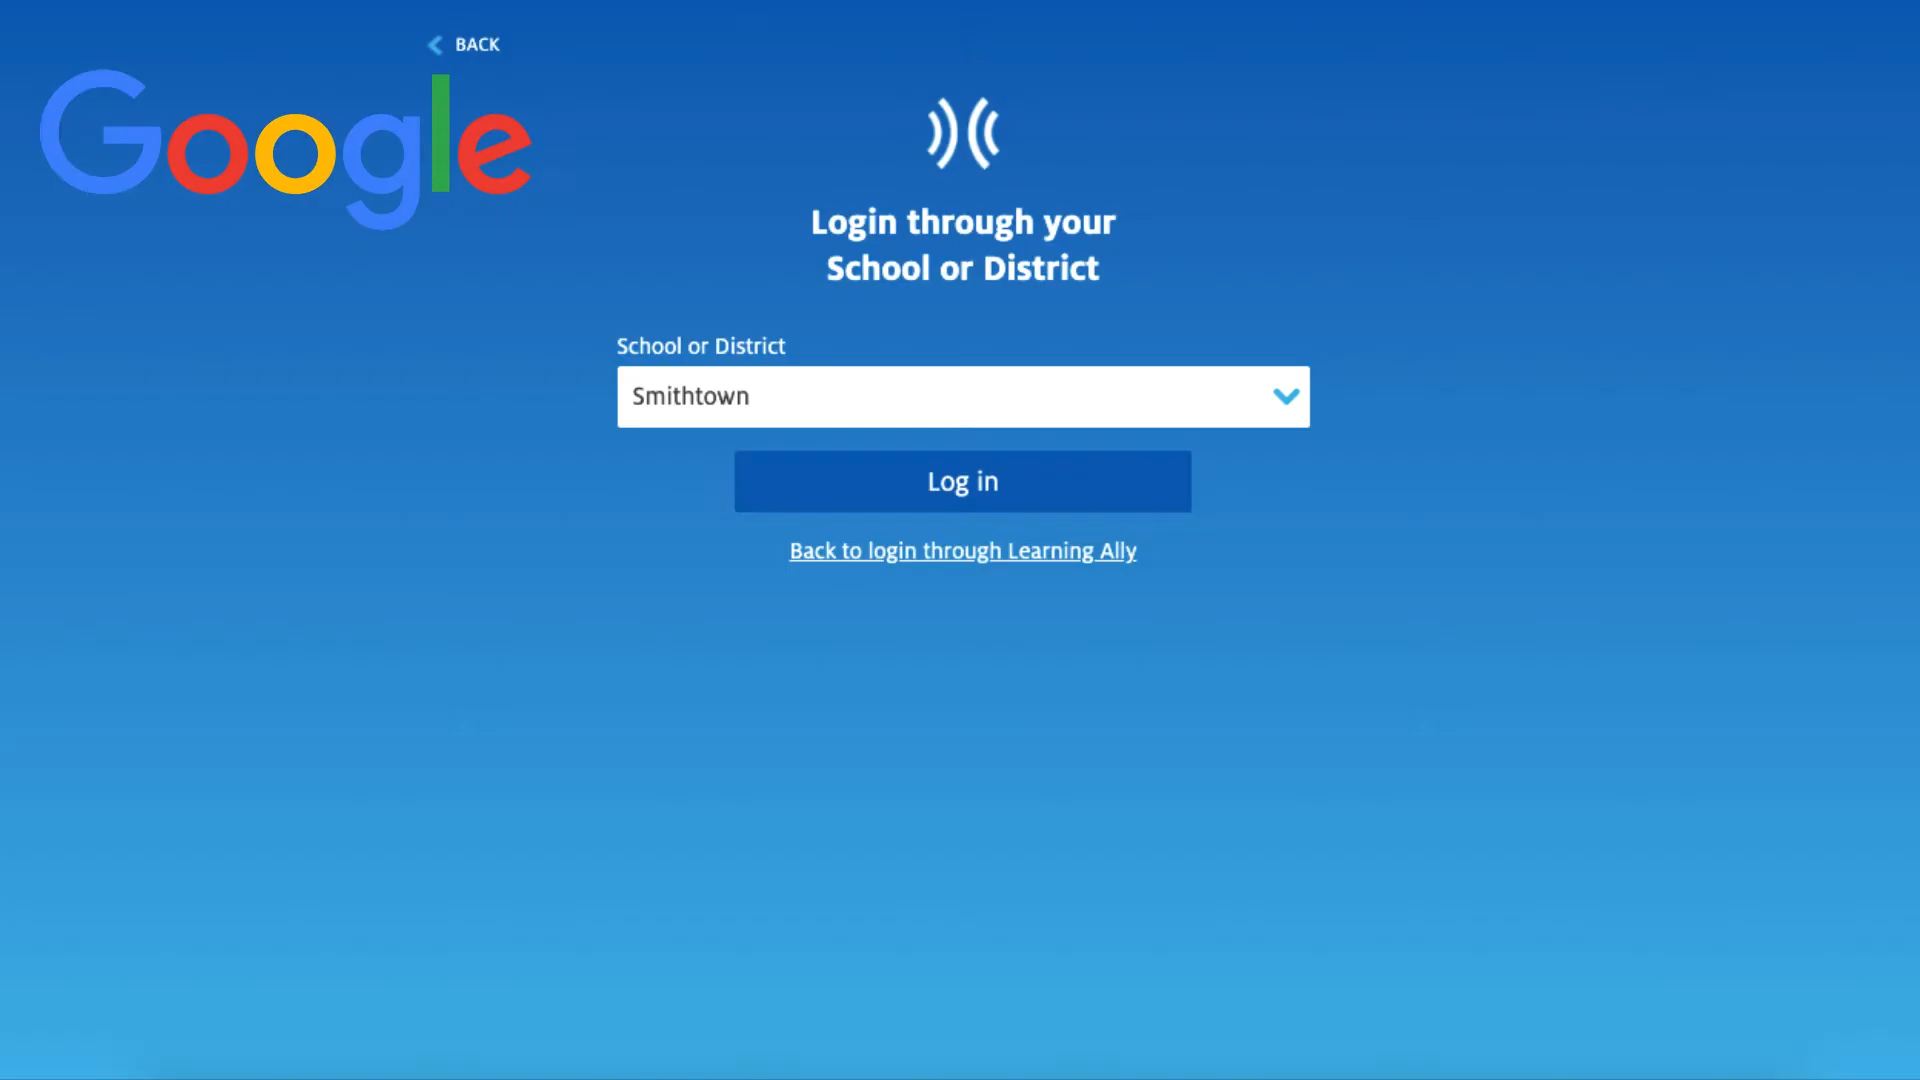 BACK
Google
Login through your
School or District
School or District
Smithtown
Log in
Back to login through Learning Ally